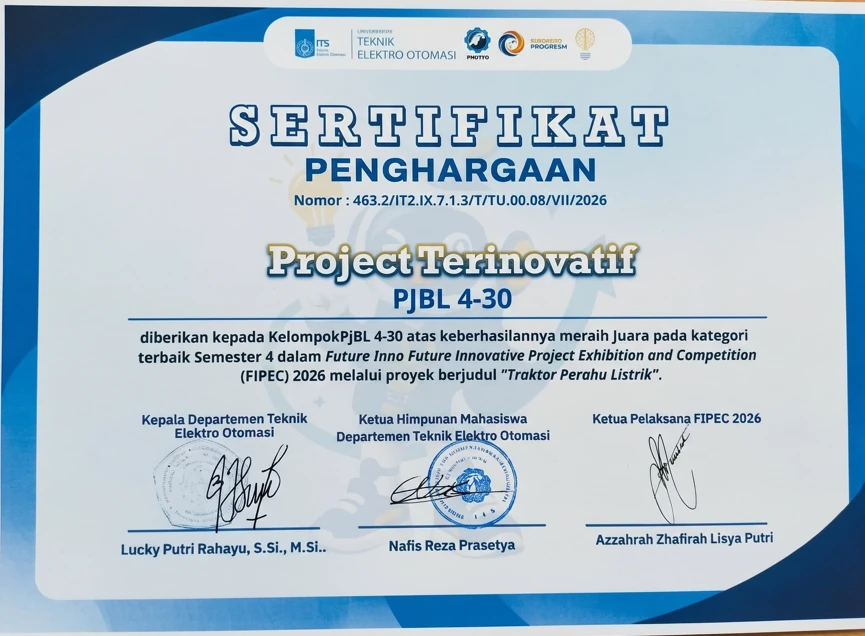 ITS
TEKNIK
ELEKTRO OTOMASI
PHOTYO
PROGRESM
SERTIFIKAT
PENGHARGAAN
Nomor : 463.2/IT2.IX.7.1.3/T/TU.00.08/VII/2026
Project Terinovatif
PJBL 4-30
diberikan kepada KelompokPjBL 4-30 atas keberhasilannya meraih Juara pada kategori
terbaik Semester 4 dalam Future Inno Future Innovative Project Exhibition and Competition
(FIPEC) 2026 melalui proyek berjudul "Traktor Perahu Listrik".
Kepala Departemen Teknik
Elektro Otomasi
Ketua Himpunan Mahasiswa
Departemen Teknik Elektro Otomasi
Ketua Pelaksana FIPEC 2026
Lucky Putri Rahayu, S.Si., M.Si..
Nafis Reza Prasetya
Azzahrah Zhafirah Lisya Putri